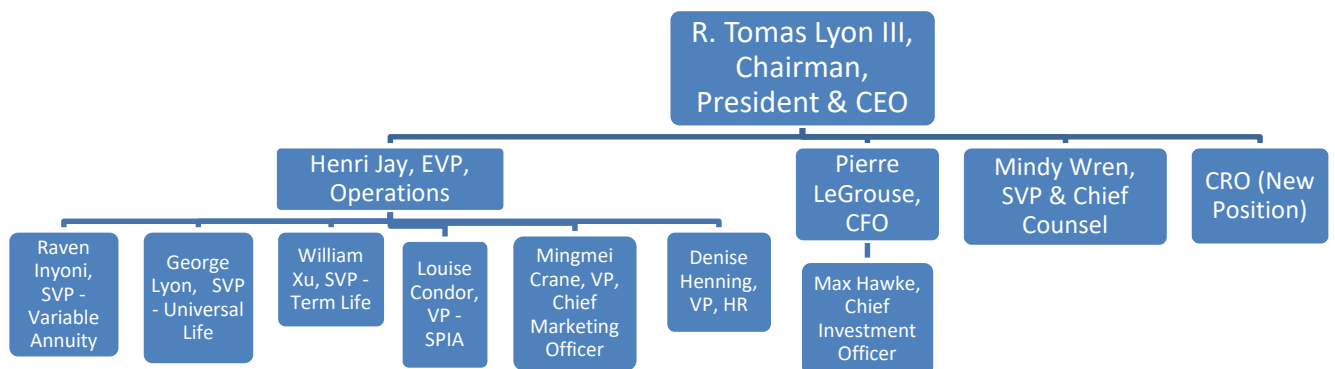 R. Tomas Lyon III,
Chairman,
President & CEO
Henri Jay, EVP,
Operations
Pierre
LeGrouse,
CFO
Mindy Wren,
SVP & Chief
Counsel
CRO (New
Position)
Raven
Inyoni,
SVP -
Variable
Annuity
George
Lyon, SVP
- Universal
Life
William
Xu, SVP -
Term Life
Louise
Condor,
VP -
SPIA
Mingmei
Crane, VP,
Chief
Marketing
Officer
Denise
Henning,
VP, HR
Max Hawke,
Chief
Investment
Officer